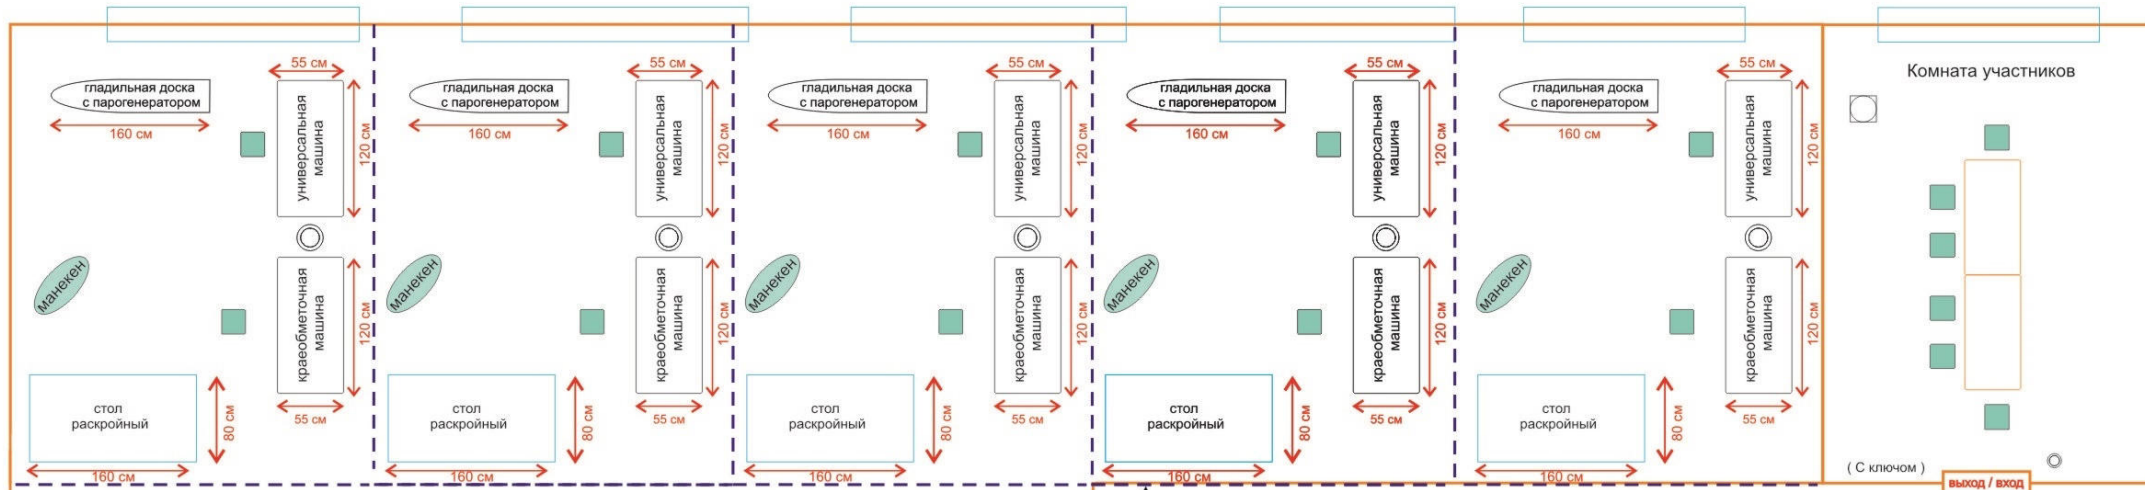 55 см
гладильная доска
с парогенератором
160 см
универсальная
машина
120 см
манекен
краеобметочная
машина
120 см
55 см
стол
раскройный
80 см
160 см
55 см
гладильная доска
с парогенератором
160 см
универсальная
машина
120 см
манекен
краеобметочная
машина
120 см
55 см
стол
раскройный
80 см
160 см
55 см
гладильная доска
с парогенератором
160 см
универсальная
машина
120 см
манекен
краеобметочная
машина
120 см
55 см
стол
раскройный
80 см
160 см
55 см
гладильная доска
с парогенератором
160 см
универсальная
машина
120 см
манекен
краеобметочная
машина
120 см
55 см
стол
раскройный
80 см
160 см
55 см
гладильная доска
с парогенератором
160 см
универсальная
машина
120 см
манекен
краеобметочная
машина
120 см
55 см
стол
раскройный
80 см
160 см
Комната участников
( С ключом )
выход / вход